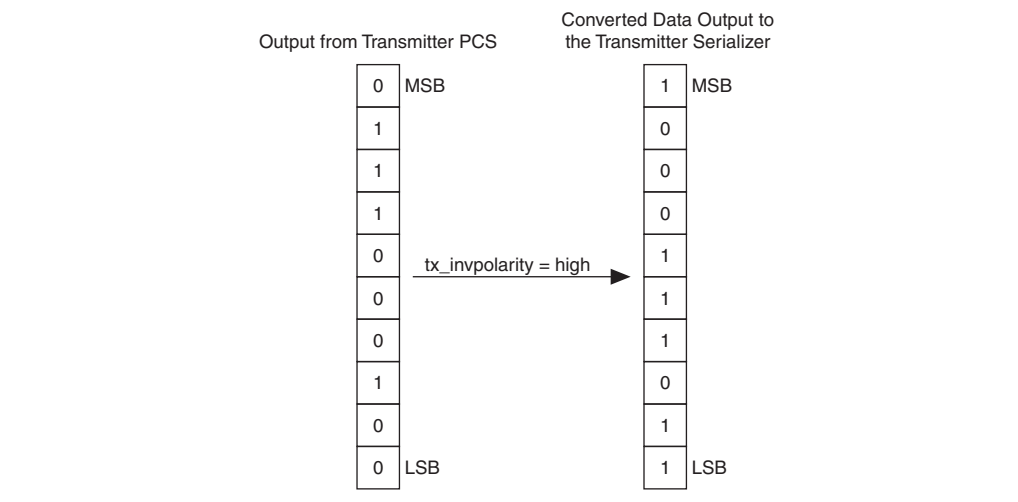 Output from Transmitter PCS
Converted Data Output to
the Transmitter Serializer
0 MSB 1 MSB
1 0
1 0
1 0
0 1
tx_invpolarity = high
0 1
0 1
1 0
0 1
0 LSB 1 LSB